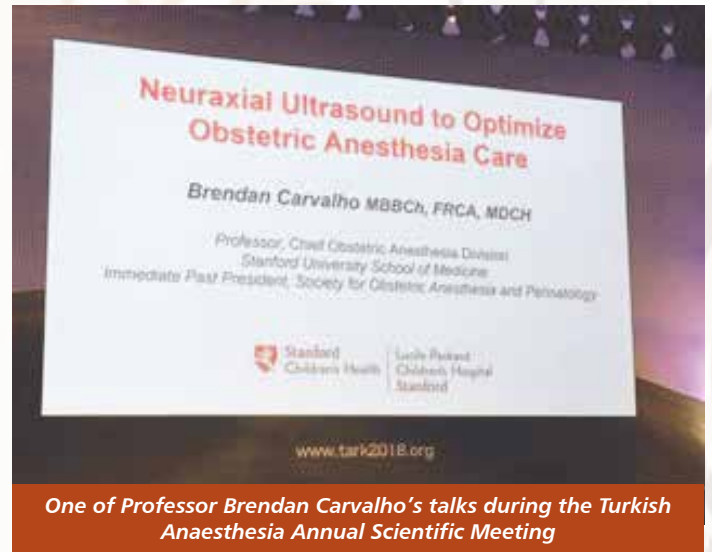 Neuraxial Ultrasound to Optimize
Obstetric Anesthesia Care
Brendan Carvalho MBBCh, FRCA, MDCH
Professor, Chief Obstetric Anesthesia Division
Stanford University School of Medicine
Immediate Past President, Society for Obstetric Anesthesia and Perinatology
Stanford
Children's Health
Lucile Packard
Children's Hospital
Stanford
www.tark2018.org
One of Professor Brendan Carvalho's talks during the Turkish
Anaesthesia Annual Scientific Meeting